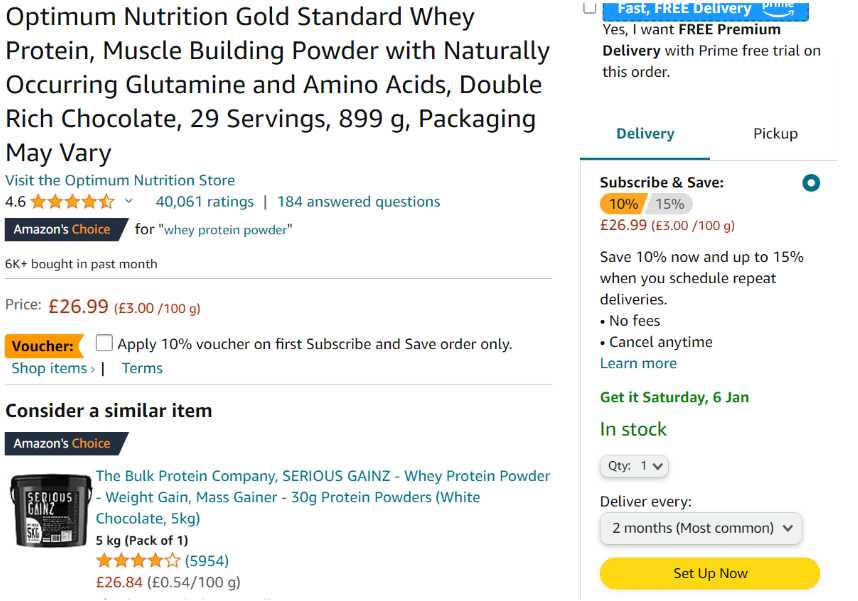 Optimum Nutrition Gold Standard Whey
Protein, Muscle Building Powder with Naturally
Occurring Glutamine and Amino Acids, Double
Rich Chocolate, 29 Servings, 899 g, Packaging
May Vary
Visit the Optimum Nutrition Store
4.6
40,061 ratings | 184 answered questions
Amazon's Choice for "whey protein powder"
6K+ bought in past month
Price: £26.99 (£3.00 /100 g)
Voucher: Apply 10% voucher on first Subscribe and Save order only.
Shop items › | Terms
Consider a similar item
Amazon's Choice
SERIOUS
GAINZ
5KG
The Bulk Protein Company, SERIOUS GAINZ - Whey Protein Powder
- Weight Gain, Mass Gainer - 30g Protein Powders (White
Chocolate, 5kg)
5 kg (Pack of 1)
(5954)
£26.84 (£0.54/100 g)
Fast, FREE Delivery prime
Yes, I want FREE Premium
Delivery with Prime free trial on
this order.
Delivery Pickup
Subscribe & Save:
10% 15%
£26.99 (£3.00 /100 g)
Save 10% now and up to 15%
when you schedule repeat
deliveries.
• No fees
• Cancel anytime
Learn more
Get it Saturday, 6 Jan
In stock
Qty: 1
Deliver every:
2 months (Most common)
Set Up Now